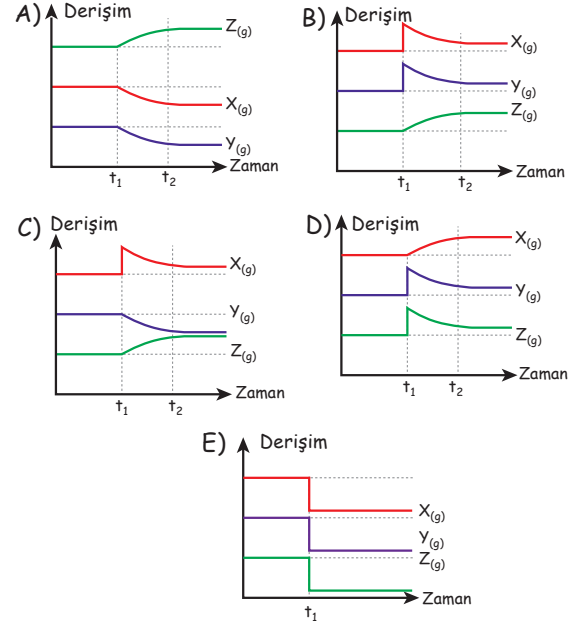 A) Derişim
Z(g)
X(g)
Y(g)
Zaman
t1 t2
B) Derişim
X(g)
Y(g)
Z(g)
Zaman
t1 t2
C) Derişim
X(g)
Y(g)
Z(g)
Zaman
t1 t2
D) Derişim
X(g)
Y(g)
Z(g)
Zaman
t1 t2
E) Derişim
X(g)
Y(g)
Z(g)
Zaman
t1